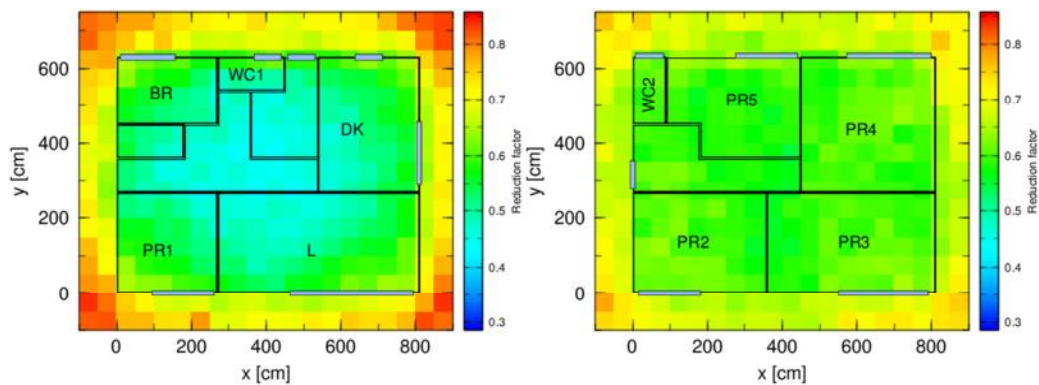 600
400
200
0
y [cm]
0 200 400 600 800
x [cm]
BR
WC1
DK
PR1
L
0.8
0.7
0.6
0.5
0.4
0.3
Reduction factor
600
400
200
0
y [cm]
0 200 400 600 800
x [cm]
WC2
PR5
PR4
PR2
PR3
0.8
0.7
0.6
0.5
0.4
0.3
Reduction factor